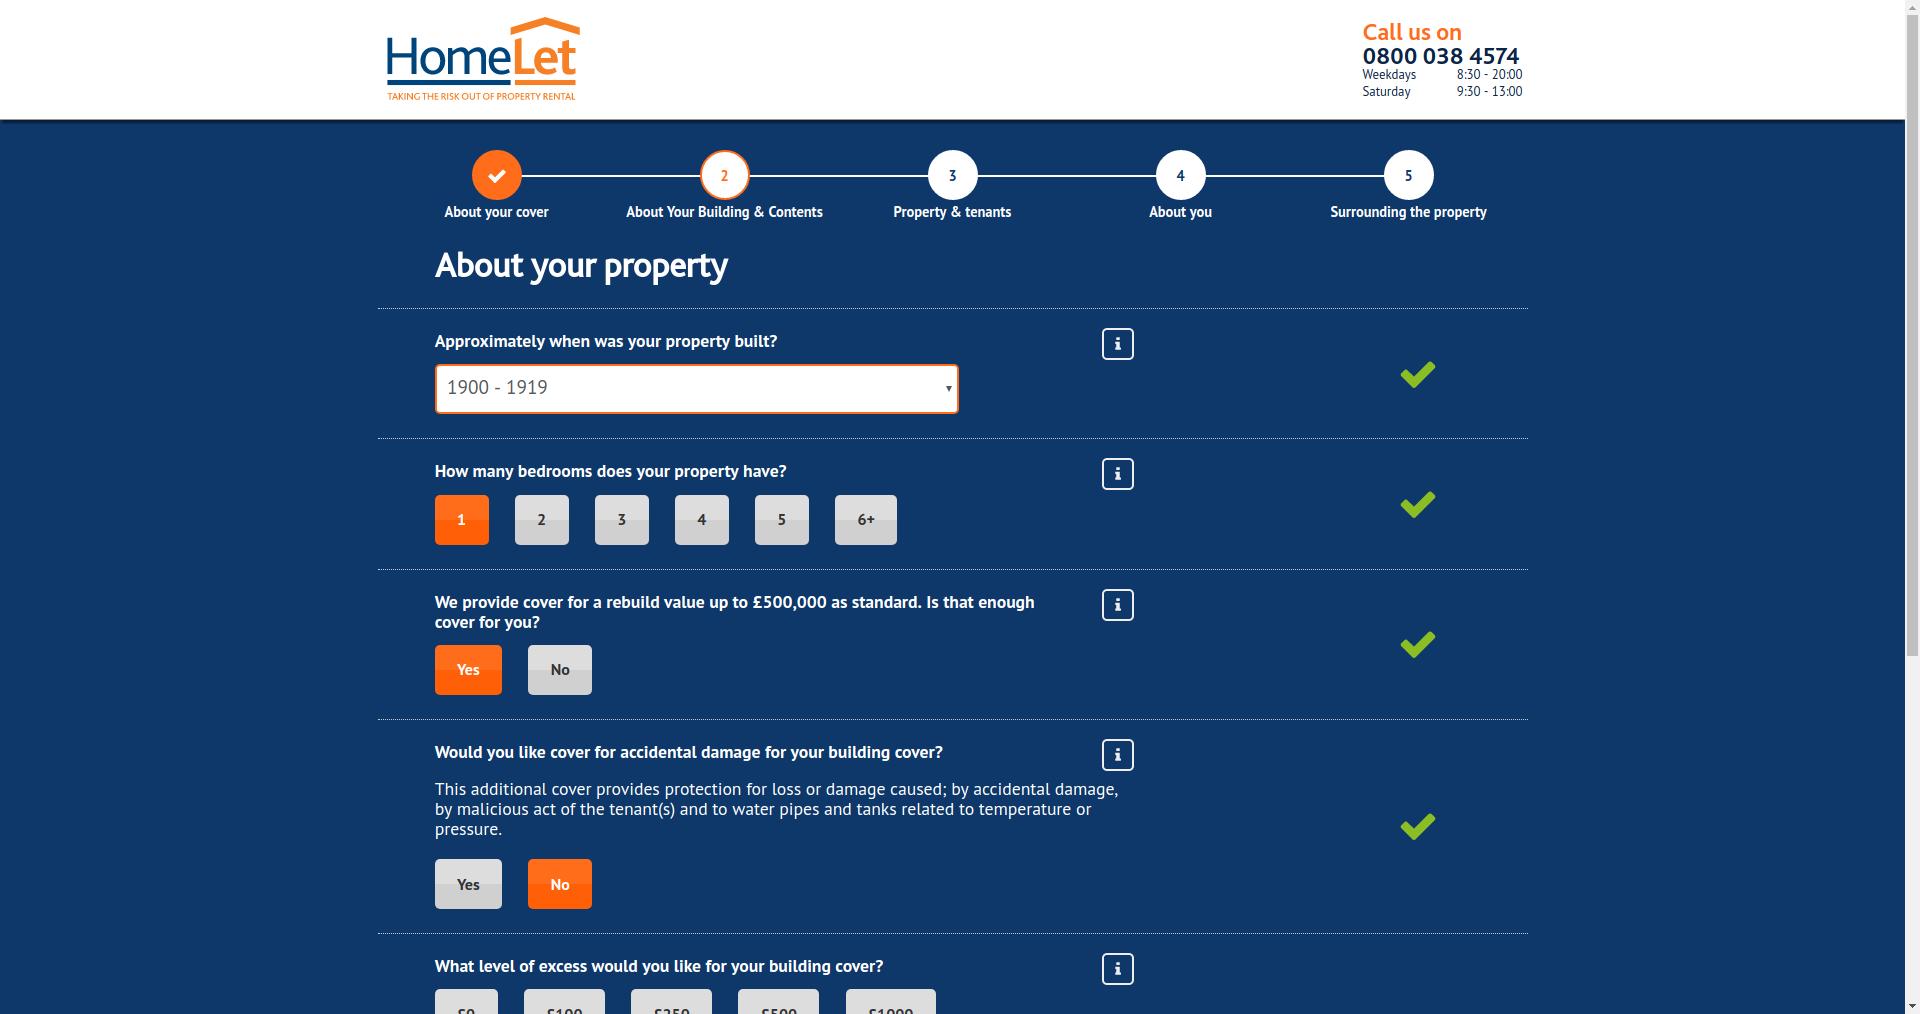 HomeLet
TAKING THE RISK OUT OF PROPERTY RENTAL
Call us on
0800 038 4574
Weekdays 8:30 - 20:00
Saturday 9:30 - 13:00
2 3 4 5
About your cover About Your Building & Contents Property & tenants About you Surrounding the property
About your property
Approximately when was your property built?
i
1900 - 1919
How many bedrooms does your property have?
i
1 2 3 4 5 6+
We provide cover for a rebuild value up to £500,000 as standard. Is that enough
cover for you?
i
Yes No
Would you like cover for accidental damage for your building cover?
i
This additional cover provides protection for loss or damage caused; by accidental damage,
by malicious act of the tenant(s) and to water pipes and tanks related to temperature or
pressure.
Yes No
What level of excess would you like for your building cover?
i
£0 £100 £250 £500 £1000